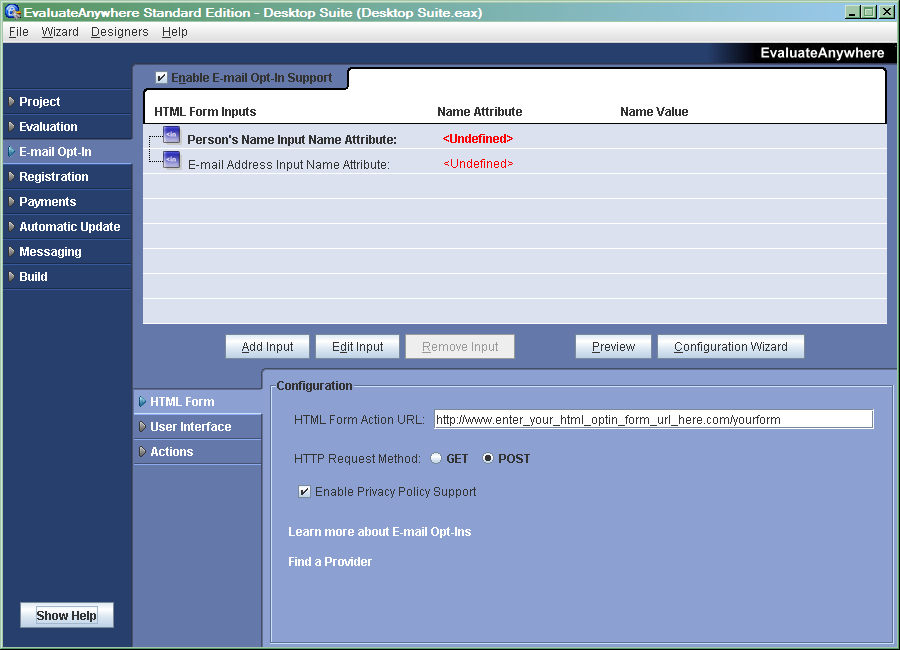 EvaluateAnywhere Standard Edition - Desktop Suite (Desktop Suite.eax)
File Wizard Designers Help
EvaluateAnywhere
Project
Evaluation
E-mail Opt-In
Registration
Payments
Automatic Update
Messaging
Build
Show Help
Enable E-mail Opt-In Support
HTML Form Inputs Name Attribute Name Value
Person's Name Input Name Attribute: <Undefined>
E-mail Address Input Name Attribute: <Undefined>
Add Input Edit Input Remove Input Preview Configuration Wizard
HTML Form
User Interface
Actions
Configuration
HTML Form Action URL: http://www.enter_your_html_optin_form_url_here.com/yourform
HTTP Request Method: GET POST
Enable Privacy Policy Support
Learn more about E-mail Opt-Ins
Find a Provider